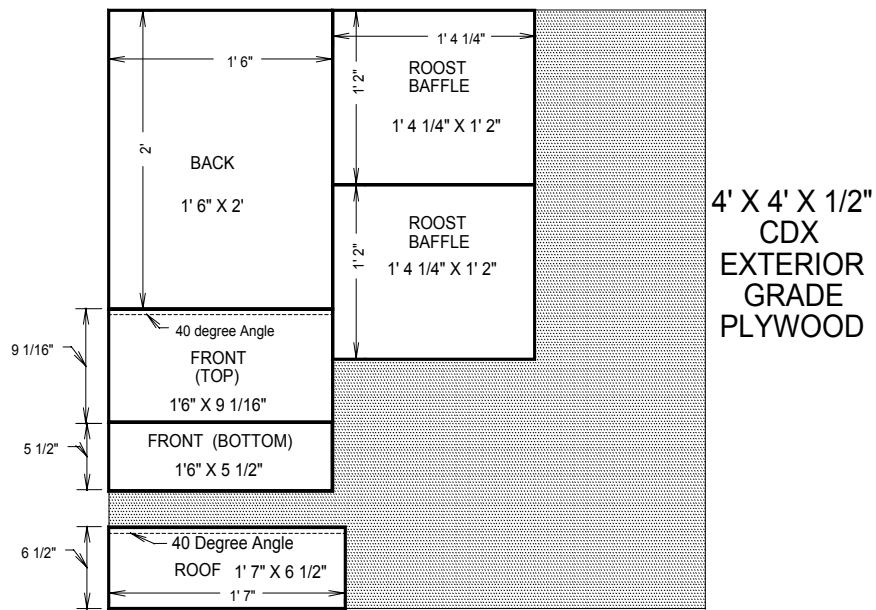 1' 6"
2'
BACK
1' 6" X 2'
1' 4 1/4"
1' 2"
ROOST
BAFFLE
1' 4 1/4" X 1' 2"
1' 2"
ROOST
BAFFLE
1' 4 1/4" X 1' 2"
4' X 4' X 1/2"
CDX
EXTERIOR
GRADE
PLYWOOD
9 1/16"
40 degree Angle
FRONT
(TOP)
1'6" X 9 1/16"
5 1/2"
FRONT (BOTTOM)
1'6" X 5 1/2"
6 1/2"
40 Degree Angle
ROOF 1' 7" X 6 1/2"
1' 7"